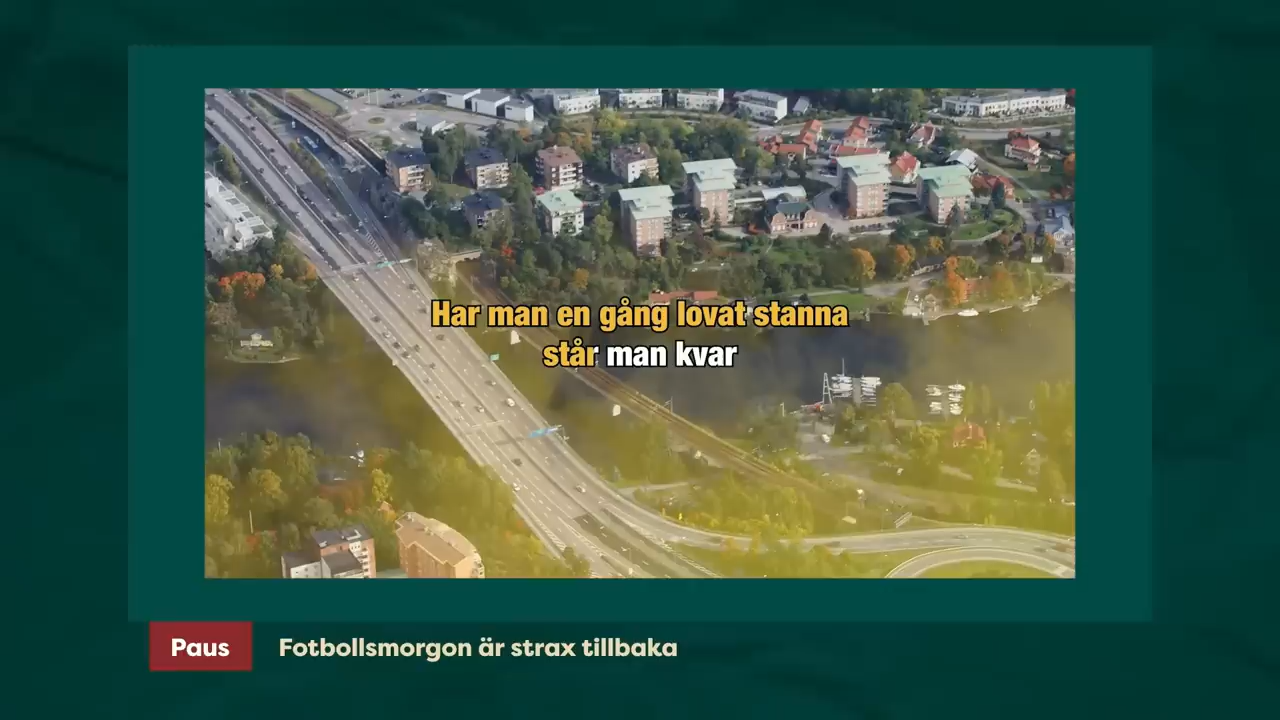 Har man en gång lovat stanna
står man kvar
Paus
Fotbollsmorgon är strax tillbaka